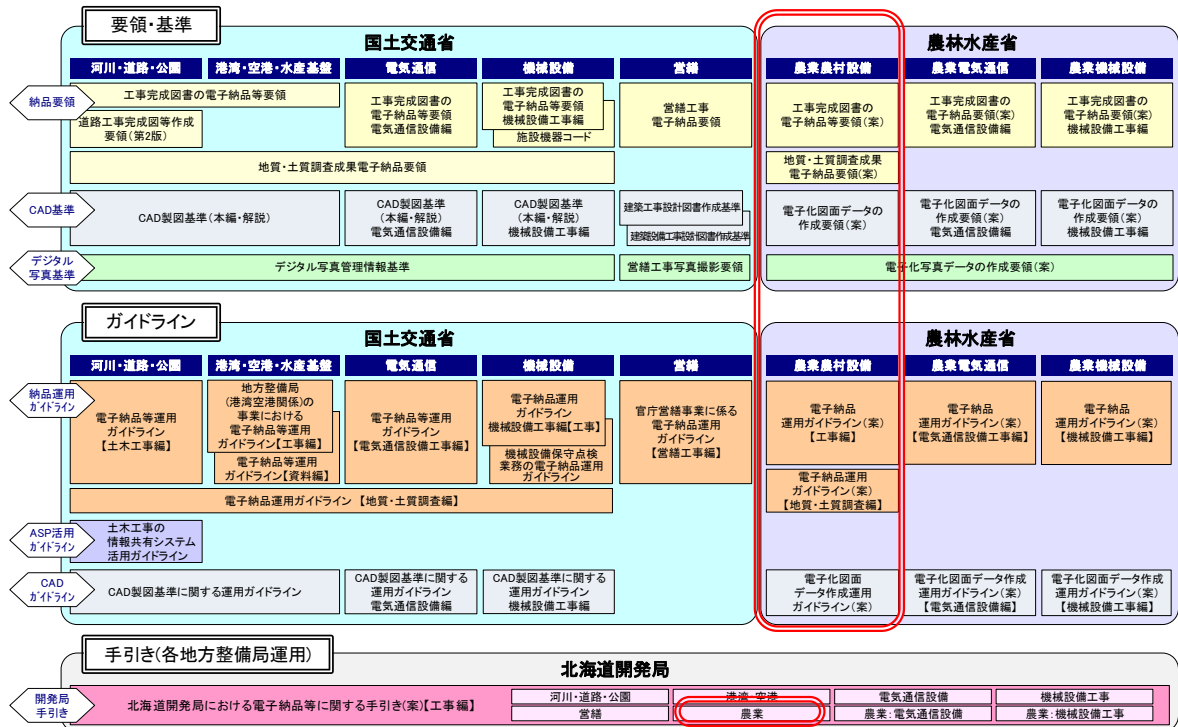 要領・基準
国土交通省
農林水産省
河川・道路・公園
港湾・空港・水産基盤
電気通信
機械設備
営繕
農業農村設備
農業電気通信
農業機械設備
納品要領
工事完成図書の電子納品等要領
道路工事完成図等作成
要領(第2版)
工事完成図書の
電子納品等要領
電気通信設備編
工事完成図書の
電子納品等要領
機械設備工事編
施設機器コード
営繕工事
電子納品要領
工事完成図書の
電子納品等要領(案)
工事完成図書の
電子納品要領(案)
電気通信設備編
工事完成図書の
電子納品要領(案)
機械設備工事編
地質・土質調査成果電子納品要領
地質・土質調査成果
電子納品要領(案)
CAD基準
CAD製図基準(本編・解説)
CAD製図基準
(本編・解説)
電気通信設備編
CAD製図基準
(本編・解説)
機械設備工事編
建築工事設計図書作成基準
建築設備工事設計図書作成基準
電子化図面データの
作成要領(案)
電子化図面データの
作成要領(案)
電気通信設備編
電子化図面データの
作成要領(案)
機械設備工事編
デジタル
写真基準
デジタル写真管理情報基準
営繕工事写真撮影要領
電子化写真データの作成要領(案)
ガイドライン
国土交通省
農林水産省
河川・道路・公園
港湾・空港・水産基盤
電気通信
機械設備
営繕
農業農村設備
農業電気通信
農業機械設備
納品運用
ガイドライン
電子納品等運用
ガイドライン
【土木工事編】
地方整備局
(港湾空港関係)の
事業における
電子納品等運用
ガイドライン【工事編】
電子納品等運用
ガイドライン【資料編】
電子納品等運用
ガイドライン
【電気通信設備編】
電子納品運用
ガイドライン
機械設備工事編【工事】
機械設備保守点検
業務の電子納品運用
ガイドライン
官庁営繕事業に係る
電子納品運用
ガイドライン
【営繕工事編】
電子納品
運用ガイドライン(案)
【工事編】
電子納品
運用ガイドライン(案)
【電気通信設備工事編】
電子納品
運用ガイドライン(案)
【機械設備工事編】
電子納品運用ガイドライン 【地質・土質調査編】
電子納品運用
ガイドライン(案)
【地質・土質調査編】
ASP活用
ガイドライン
土木工事の
情報共有システム
活用ガイドライン
CAD
ガイドライン
CAD製図基準に関する運用ガイドライン
CAD製図基準に関する
運用ガイドライン
電気通信設備編
CAD製図基準に関する
運用ガイドライン
機械設備工事編
電子化図面
データ作成運用
ガイドライン(案)
電子化図面データ作成
運用ガイドライン(案)
【電気通信設備編】
電子化図面データ作成
運用ガイドライン(案)
【機械設備工事編】
手引き(各地方整備局運用)
北海道開発局
開発局
手引き
北海道開発局における電子納品等に関する手引き(案)【工事編】
河川・道路・公園
港湾・空港
電気通信設備
機械設備工事
営繕
農業
農業:電気通信設備
農業:機械設備工事